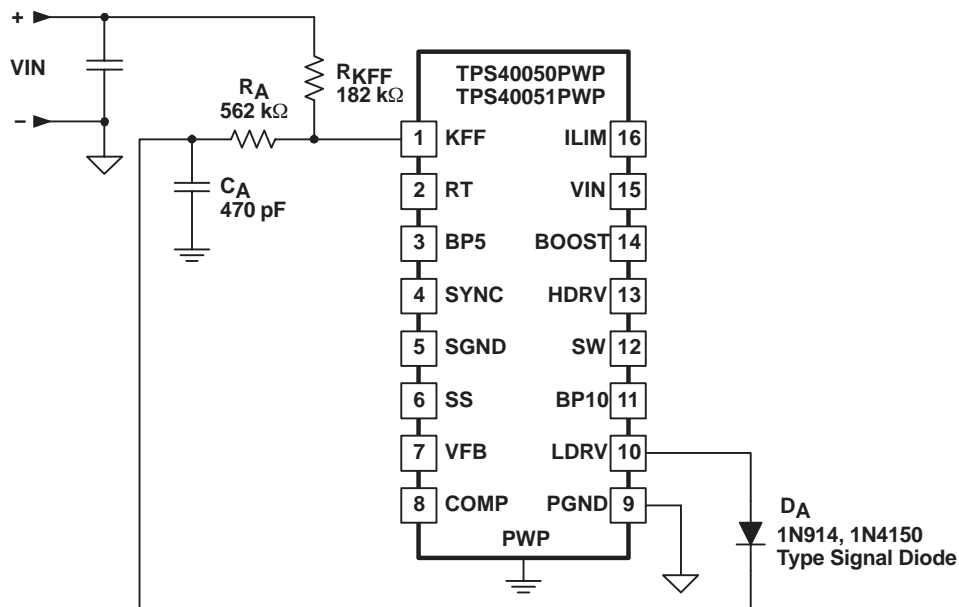 +
VIN
−
RA
562 kΩ
RKFF
182 kΩ
CA
470 pF
TPS40050PWP
TPS40051PWP
1 KFF ILIM 16
2 RT VIN 15
3 BP5 BOOST 14
4 SYNC HDRV 13
5 SGND SW 12
6 SS BP10 11
7 VFB LDRV 10
8 COMP PGND 9
PWP
DA
1N914, 1N4150
Type Signal Diode